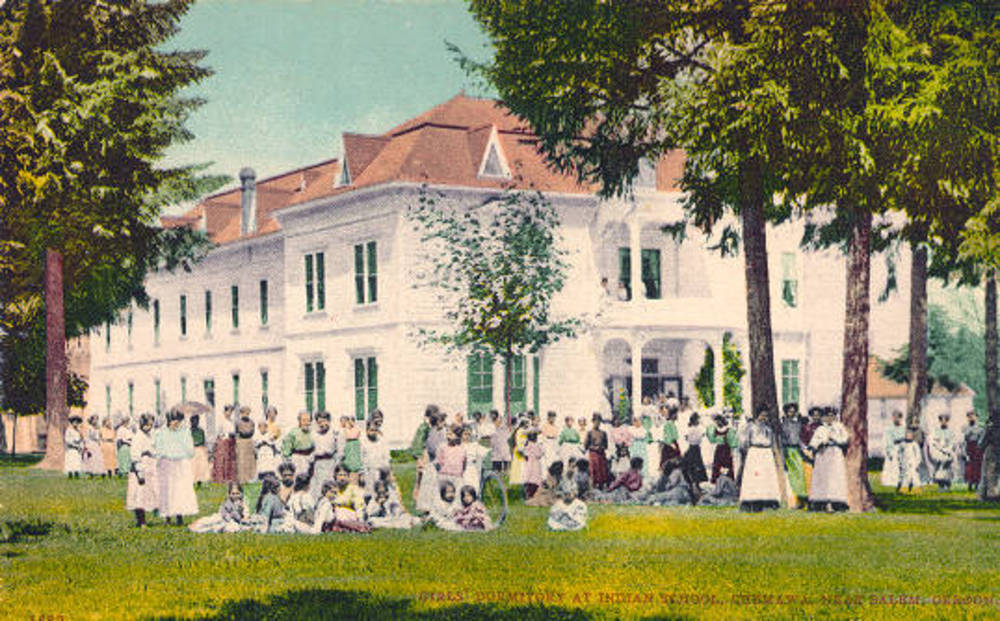 GIRLS' DORMITORY AT INDIAN SCHOOL, CHEMAWA, NEAR SALEM, OREGON